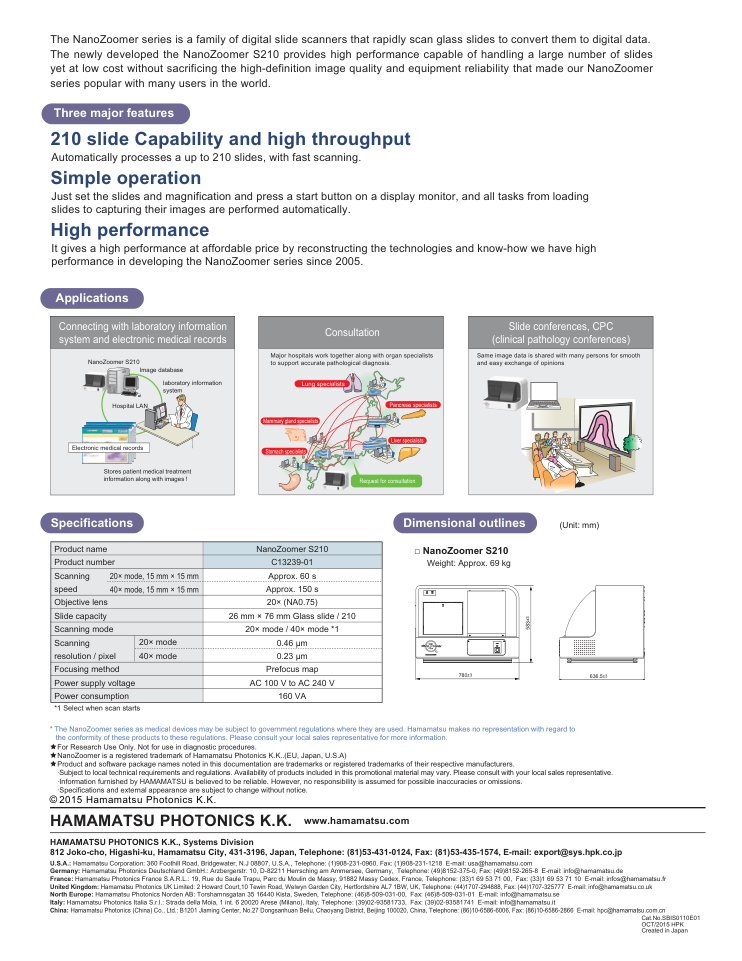 The NanoZoomer series is a family of digital slide scanners that rapidly scan glass slides to convert them to digital data.
The newly developed the NanoZoomer S210 provides high performance capable of handling a large number of slides
yet at low cost without sacrificing the high-definition image quality and equipment reliability that made our NanoZoomer
series popular with many users in the world.
Three major features
210 slide Capability and high throughput
Automatically processes a up to 210 slides, with fast scanning.
Simple operation
Just set the slides and magnification and press a start button on a display monitor, and all tasks from loading
slides to capturing their images are performed automatically.
High performance
It gives a high performance at affordable price by reconstructing the technologies and know-how we have high
performance in developing the NanoZoomer series since 2005.
Applications
Connecting with laboratory information
system and electronic medical records
NanoZoomer S210
Image database
laboratory information
system
Hospital LAN
Electronic medical records
Stores patient medical treatment
information along with images !
Consultation
Major hospitals work together along with organ specialists
to support accurate pathological diagnosis.
Lung specialists
Pancreas specialists
Mammary gland specialists
Liver specialists
Stomach specialists
Request for consultation
Slide conferences, CPC
(clinical pathology conferences)
Same image data is shared with many persons for smooth
and easy exchange of opinions
Specifications
Product name NanoZoomer S210
Product number C13239-01
Scanning 20× mode, 15 mm × 15 mm Approx. 60 s
speed 40× mode, 15 mm × 15 mm Approx. 150 s
Objective lens 20× (NA0.75)
Slide capacity 26 mm × 76 mm Glass slide / 210
Scanning mode 20× mode / 40× mode *1
Scanning 20× mode 0.46 µm
resolution / pixel 40× mode 0.23 µm
Focusing method Prefocus map
Power supply voltage AC 100 V to AC 240 V
Power consumption 160 VA
*1 Select when scan starts
Dimensional outlines (Unit: mm)
□ NanoZoomer S210
Weight: Approx. 69 kg
780±3
636.5±3
* The NanoZoomer series as medical devices may be subject to government regulations where they are used. Hamamatsu makes no representation with regard to
the conformity of these products to these regulations. Please consult your local sales representative for more information.
★For Research Use Only. Not for use in diagnostic procedures.
★NanoZoomer is a registered trademark of Hamamatsu Photonics K.K..(EU, Japan, U.S.A)
★Product and software package names noted in this documentation are trademarks or registered trademarks of their respective manufacturers.
·Subject to local technical requirements and regulations. Availability of products included in this promotional material may vary. Please consult with your local sales representative.
·Information furnished by HAMAMATSU is believed to be reliable. However, no responsibility is assumed for possible inaccuracies or omissions.
·Specifications and external appearance are subject to change without notice.
© 2015 Hamamatsu Photonics K.K.
HAMAMATSU PHOTONICS K.K. www.hamamatsu.com
HAMAMATSU PHOTONICS K.K., Systems Division
812 Joko-cho, Higashi-ku, Hamamatsu City, 431-3196, Japan, Telephone: (81)53-431-0124, Fax: (81)53-435-1574, E-mail: export@sys.hpk.co.jp
U.S.A.: Hamamatsu Corporation: 360 Foothill Road, Bridgewater, N.J 08807, U.S.A., Telephone: (1)908-231-0960, Fax: (1)908-231-1218 E-mail: usa@hamamatsu.com
Germany: Hamamatsu Photonics Deutschland GmbH.: Arzbergerstr. 10, D-82211 Herrsching am Ammersee, Germany, Telephone: (49)8152-375-0, Fax: (49)8152-265-8 E-mail: info@hamamatsu.de
France: Hamamatsu Photonics France S.A.R.L.: 19, Rue du Saule Trapu, Parc du Moulin de Massy, 91882 Massy Cedex, France, Telephone: (33)1 69 53 71 00, Fax: (33)1 69 53 71 10 E-mail: infos@hamamatsu.fr
United Kingdom: Hamamatsu Photonics UK Limited: 2 Howard Court,10 Tewin Road, Welwyn Garden City, Hertfordshire AL7 1BW, UK, Telephone: (44)1707-294888, Fax: (44)1707-325777 E-mail: info@hamamatsu.co.uk
North Europe: Hamamatsu Photonics Norden AB: Torshamnsgatan 35 16440 Kista, Sweden, Telephone: (46)8-509-031-00, Fax: (46)8-509-031-01 E-mail: info@hamamatsu.se
Italy: Hamamatsu Photonics Italia S.r.l.: Strada della Moia, 1 int. 6 20020 Arese (Milano), Italy, Telephone: (39)02-93581733, Fax: (39)02-93581741 E-mail: info@hamamatsu.it
China: Hamamatsu Photonics (China) Co., Ltd.: B1201 Jiaming Center, No.27 Dongsanhuan Beilu, Chaoyang District, Beijing 100020, China, Telephone: (86)10-6586-6006, Fax: (86)10-6586-2866 E-mail: hpc@hamamatsu.com.cn
Cat.No.SBIS0110E01
OCT/2015 HPK
Created in Japan